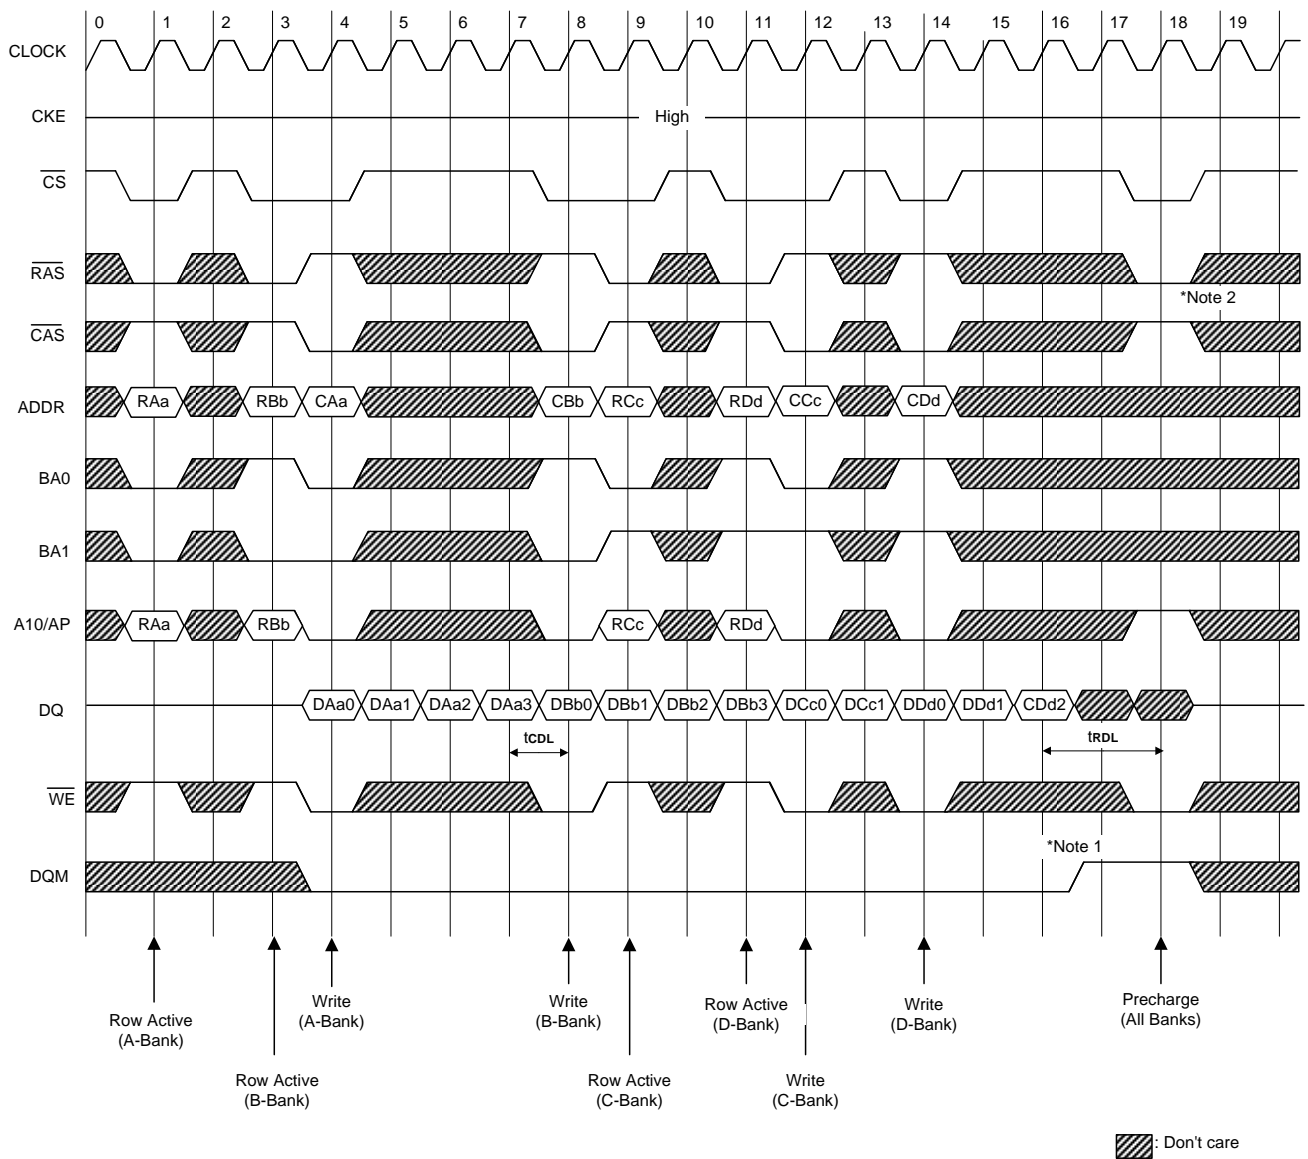 0 1 2 3 4 5 6 7 8 9 10 11 12 13 14 15 16 17 18 19
CLOCK
CKE
High
CS
RAS
*Note 2
CAS
ADDR
RAa RBb CAa CBb RCc RDd CCc CDd
BA0
BA1
A10/AP
RAa RBb RCc RDd
DQ
DAa0 DAa1 DAa2 DAa3 DBb0 DBb1 DBb2 DBb3 DCc0 DCc1 DDd0 DDd1 CDd2
tCDL
tRDL
WE
*Note 1
DQM
Row Active
(A-Bank)
Row Active
(B-Bank)
Write
(A-Bank)
Write
(B-Bank)
Row Active
(C-Bank)
Row Active
(D-Bank)
Write
(C-Bank)
Write
(D-Bank)
Precharge
(All Banks)
: Don't care